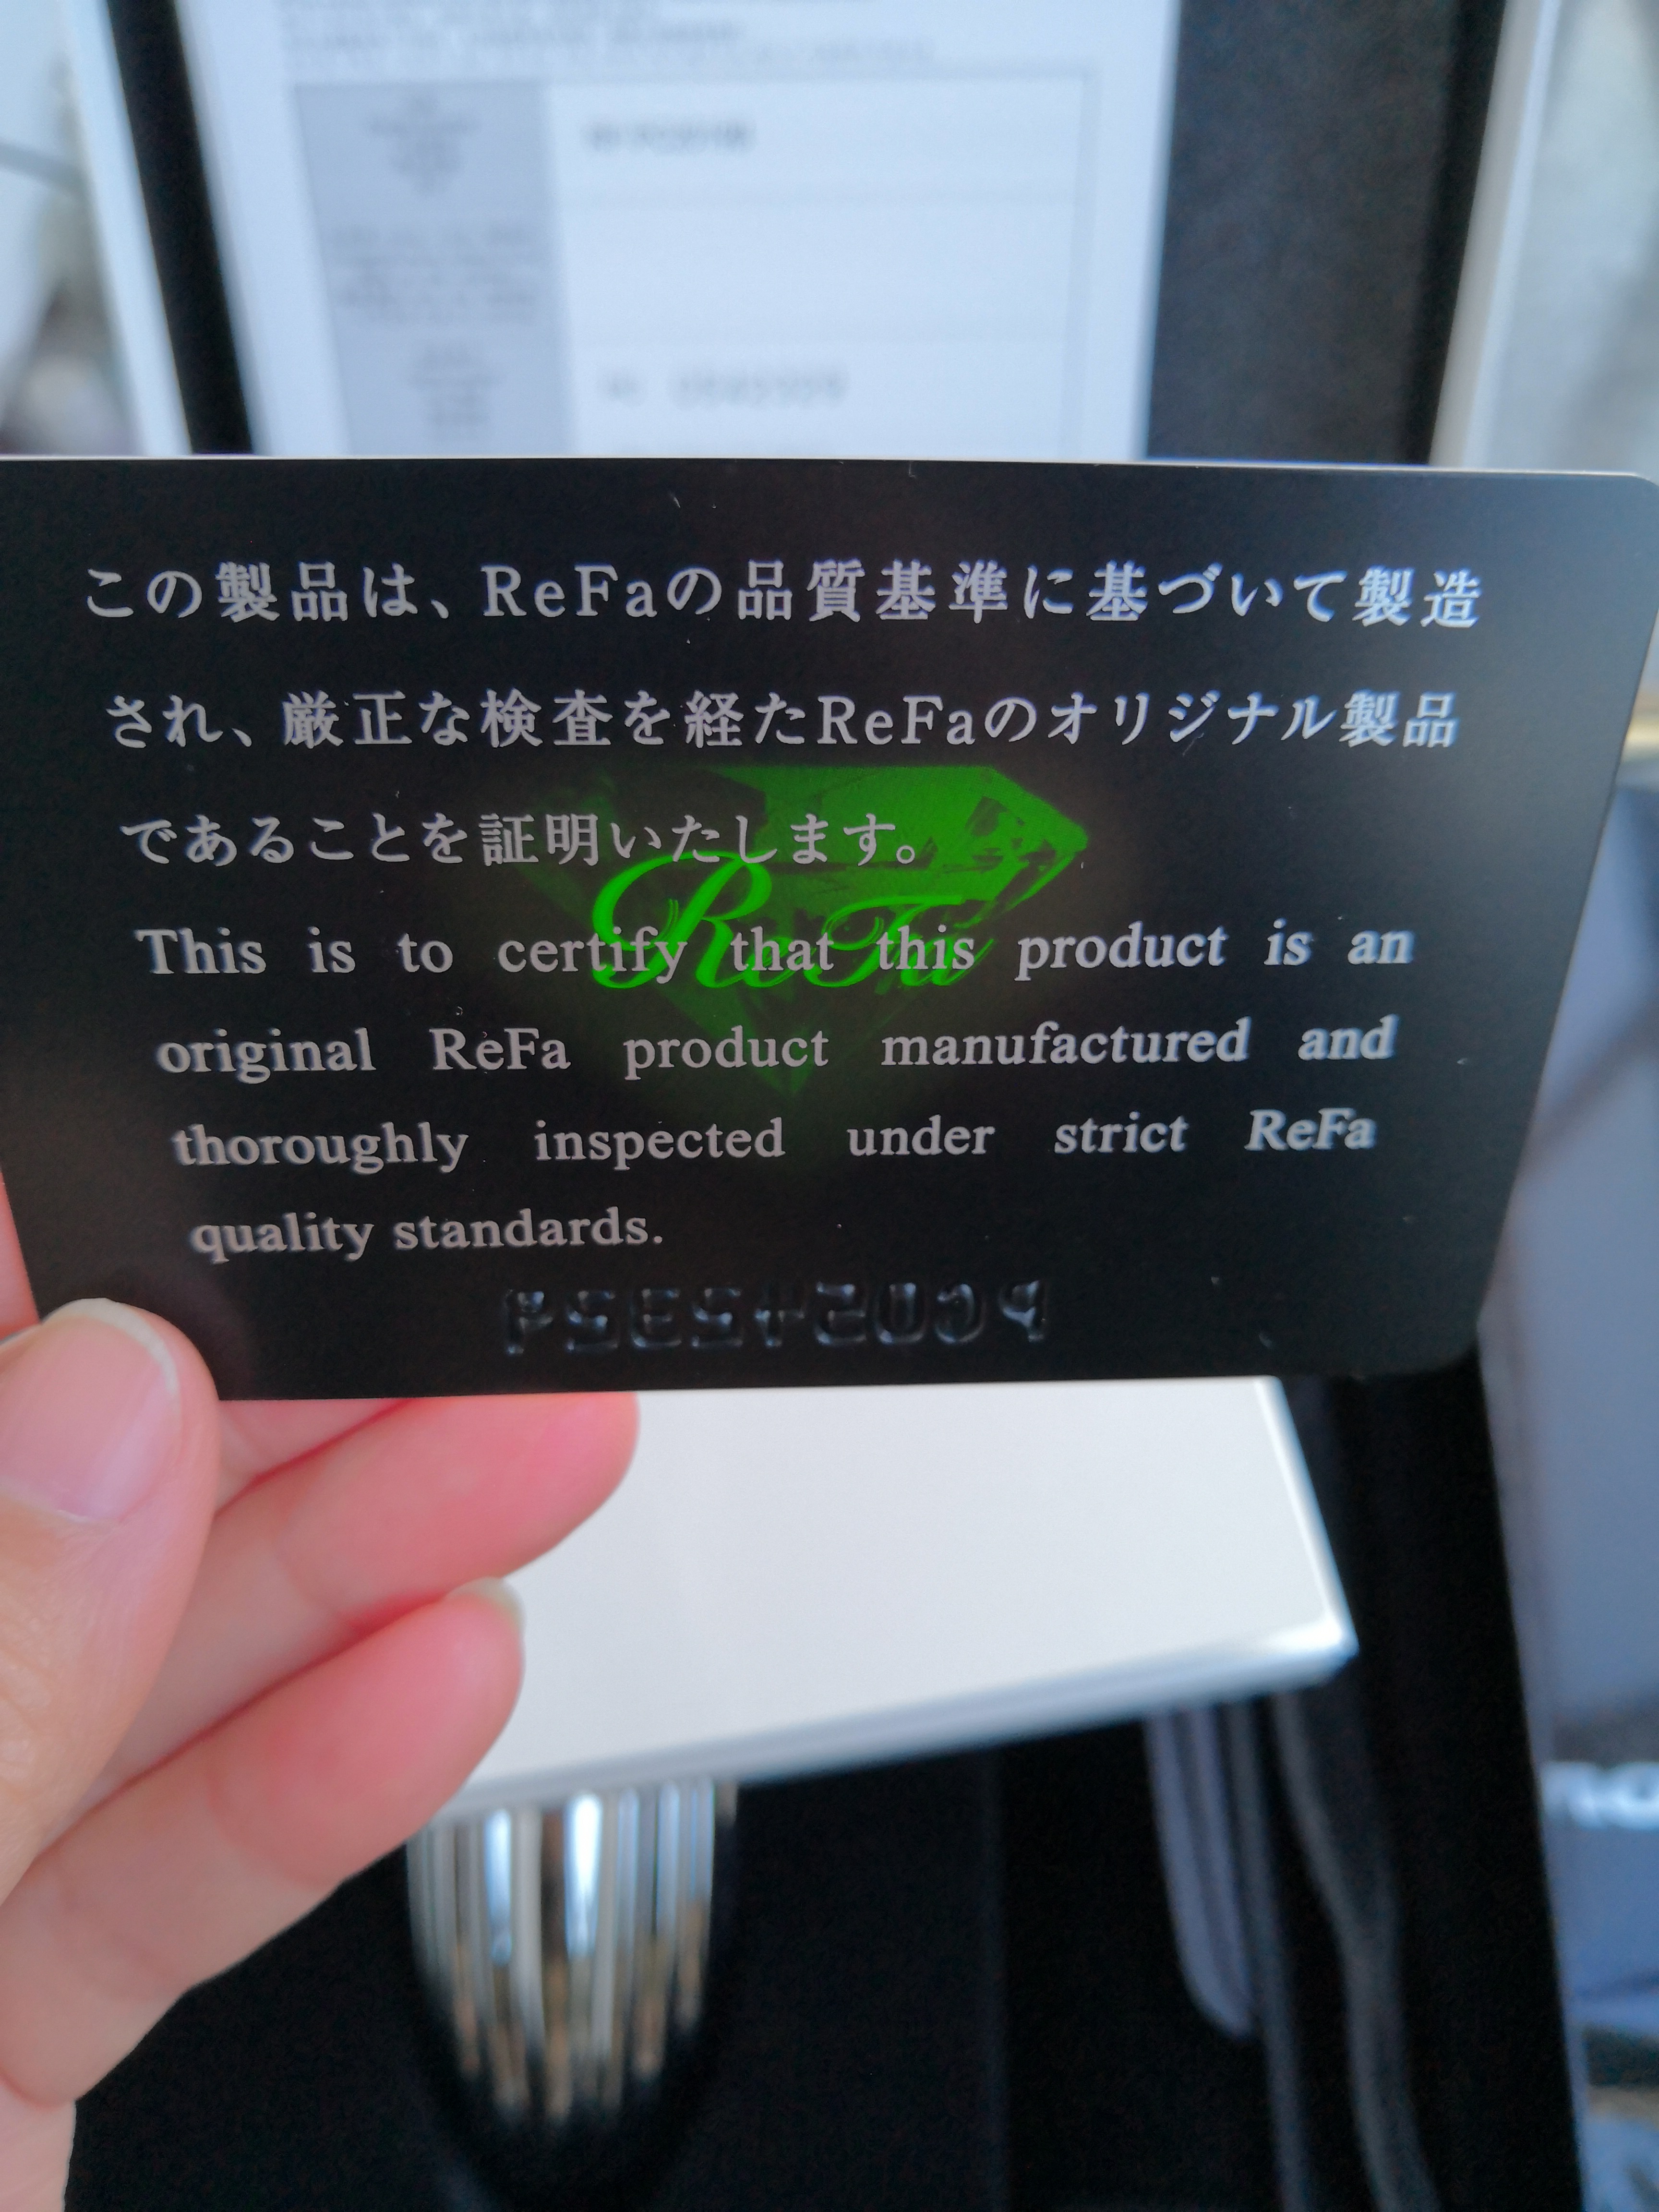 この製品は、ReFaの品質基準に基づいて製造
され、厳正な検査を経たReFaのオリジナル製品
であることを証明いたします。
ReFa
This is to certify that this product is an
original ReFa product manufactured and
thoroughly inspected under strict ReFa
quality standards.